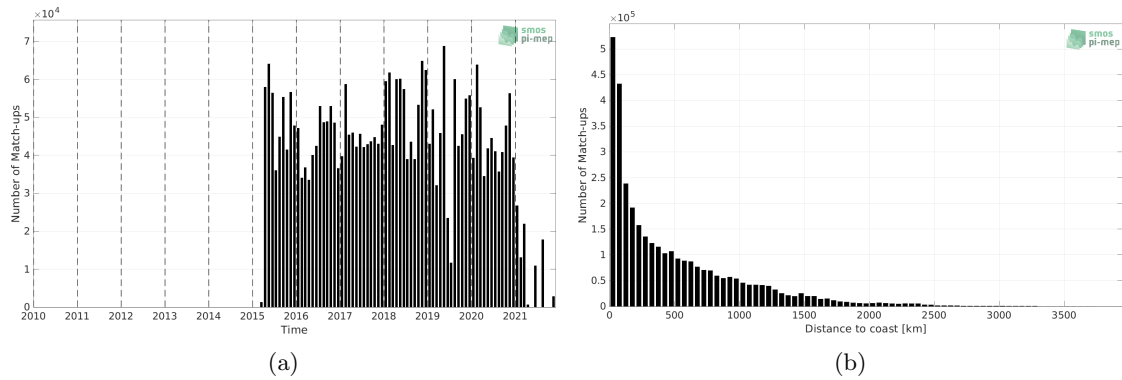 ×10⁴
smos
pi-mep
7
6
5
4
3
2
1
0
Number of Match-ups
2010 2011 2012 2013 2014 2015 2016 2017 2018 2019 2020 2021
Time
(a)
×10⁵
smos
pi-mep
5
4.5
4
3.5
3
2.5
2
1.5
1
0.5
0
Number of Match-ups
0 500 1000 1500 2000 2500 3000 3500
Distance to coast [km]
(b)